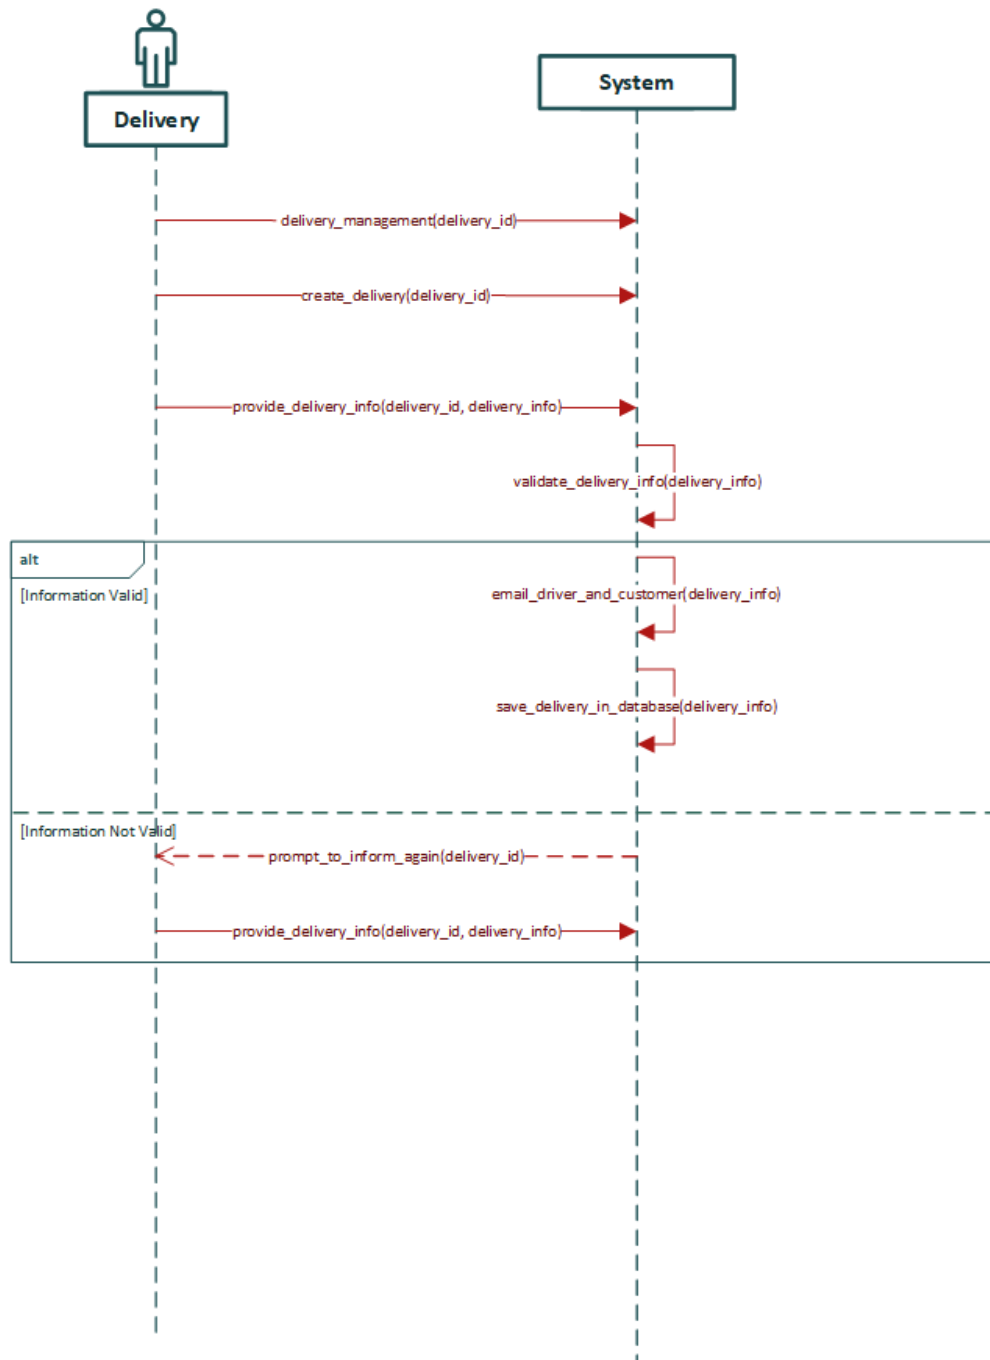 Delivery
System
delivery_management(delivery_id)
create_delivery(delivery_id)
provide_delivery_info(delivery_id, delivery_info)
validate_delivery_info(delivery_info)
alt
[Information Valid]
email_driver_and_customer(delivery_info)
save_delivery_in_database(delivery_info)
[Information Not Valid]
prompt_to_inform_again(delivery_id)
provide_delivery_info(delivery_id, delivery_info)